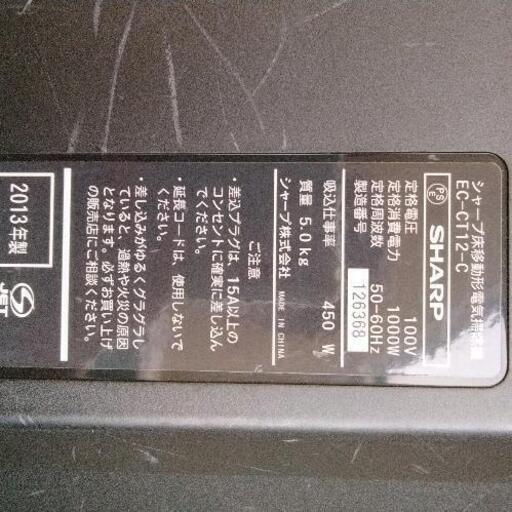 シャープ床移動形電気掃除機
EC-CT12-C
PS
E
SHARP
定格電圧 100V
定格消費電力 1000W
定格周波数 50-60Hz
製造番号 126368
吸込仕事率 450 W
質量 5.0kg
シャープ株式会社 MADE IN CHINA
ご注意
・差込プラグは、15A以上の
コンセントに確実に差し込ん
でください。
・延長コードは、使用しないで
ください。
・差し込みがゆるくグラグラし
ていると、過熱や火災の原因
となります。必ずお買い上げ
の販売店にご相談ください。
2013年製
S
JET